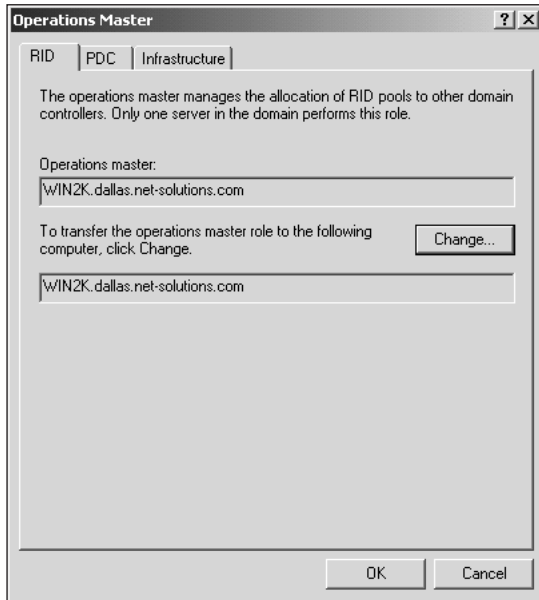 Operations Master
RID
PDC
Infrastructure
The operations master manages the allocation of RID pools to other domain
controllers. Only one server in the domain performs this role.
Operations master:
WIN2K.dallas.net-solutions.com
To transfer the operations master role to the following
computer, click Change.
Change...
WIN2K.dallas.net-solutions.com
OK
Cancel